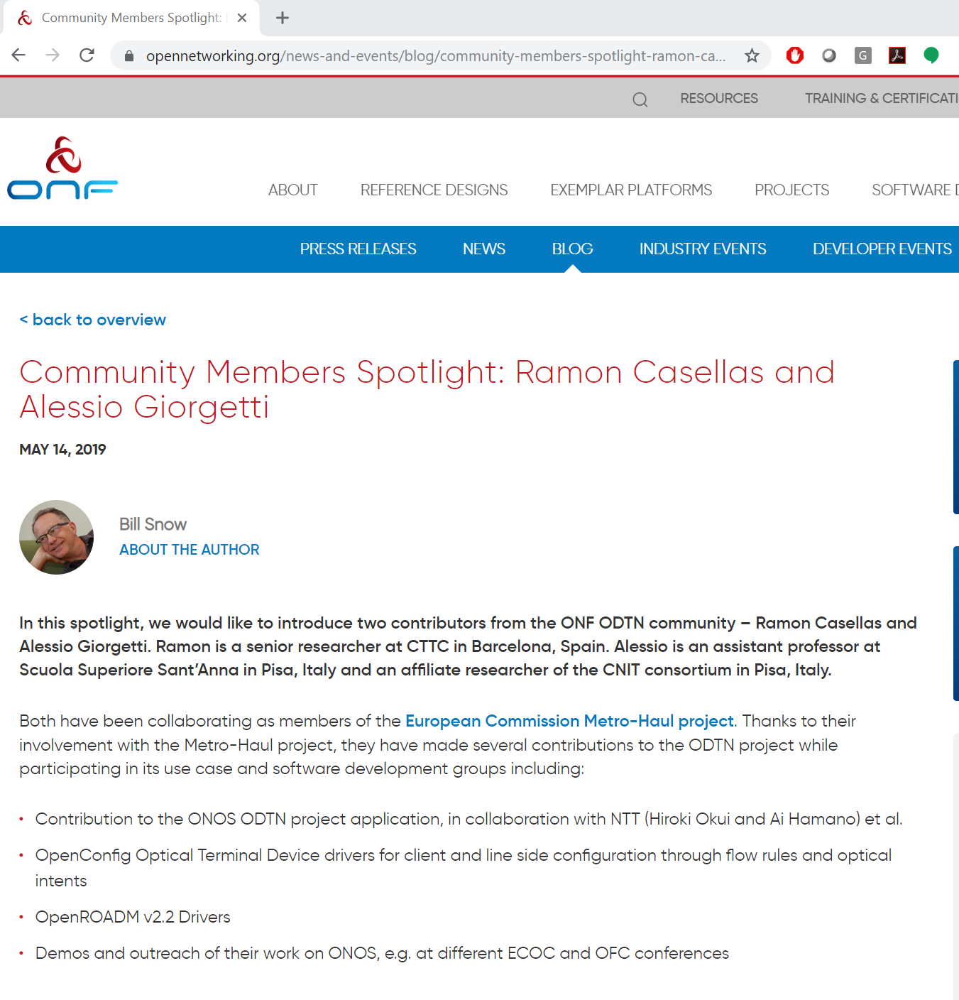 Community Members Spotlight:
opennetworking.org/news-and-events/blog/community-members-spotlight-ramon-ca...
G
RESOURCES
TRAINING & CERTIFICATI
ONF
ABOUT
REFERENCE DESIGNS
EXEMPLAR PLATFORMS
PROJECTS
SOFTWARE D
PRESS RELEASES
NEWS
BLOG
INDUSTRY EVENTS
DEVELOPER EVENTS
< back to overview
Community Members Spotlight: Ramon Casellas and
Alessio Giorgetti
MAY 14, 2019
Bill Snow
ABOUT THE AUTHOR
In this spotlight, we would like to introduce two contributors from the ONF ODTN community – Ramon Casellas and
Alessio Giorgetti. Ramon is a senior researcher at CTTC in Barcelona, Spain. Alessio is an assistant professor at
Scuola Superiore Sant’Anna in Pisa, Italy and an affiliate researcher of the CNIT consortium in Pisa, Italy.
Both have been collaborating as members of the European Commission Metro-Haul project. Thanks to their
involvement with the Metro-Haul project, they have made several contributions to the ODTN project while
participating in its use case and software development groups including:
• Contribution to the ONOS ODTN project application, in collaboration with NTT (Hiroki Okui and Ai Hamano) et al.
• OpenConfig Optical Terminal Device drivers for client and line side configuration through flow rules and optical
intents
• OpenROADM v2.2 Drivers
• Demos and outreach of their work on ONOS, e.g. at different ECOC and OFC conferences